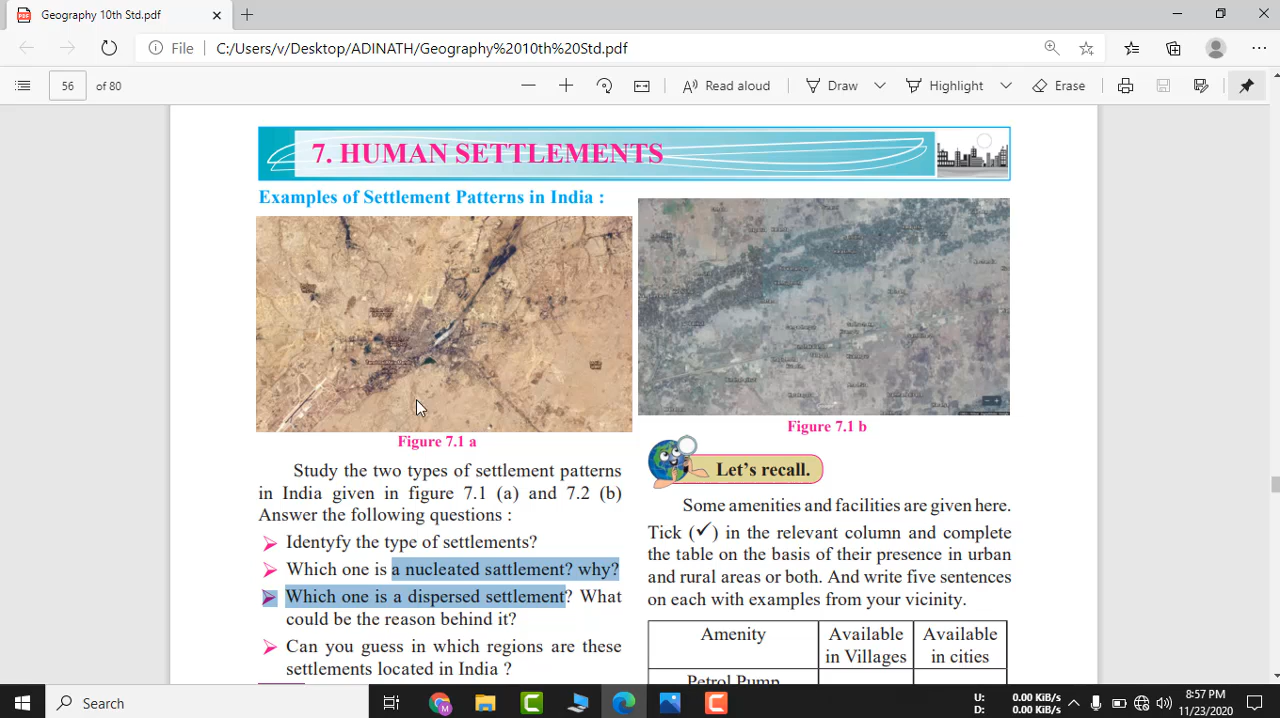 Geography 10th Std.pdf
File
C:/Users/v/Desktop/ADINATH/Geography%2010th%20Std.pdf
56
of 80
Read aloud
Draw
Highlight
Erase
7. HUMAN SETTLEMENTS
Examples of Settlement Patterns in India :
Figure 7.1 a
Study the two types of settlement patterns
in India given in figure 7.1 (a) and 7.2 (b)
Answer the following questions :
Identyfy the type of settlements?
Which one is a nucleated sattlement? why?
Which one is a dispersed settlement? What
could be the reason behind it?
Can you guess in which regions are these
settlements located in India ?
Figure 7.1 b
Let's recall.
Some amenities and facilities are given here.
Tick (✓) in the relevant column and complete
the table on the basis of their presence in urban
and rural areas or both. And write five sentences
on each with examples from your vicinity.
Amenity
Available
in Villages
Available
in cities
Petrol Pump
Search
U:
0.00 KiB/s
D:
0.00 KiB/s
8:57 PM
11/23/2020